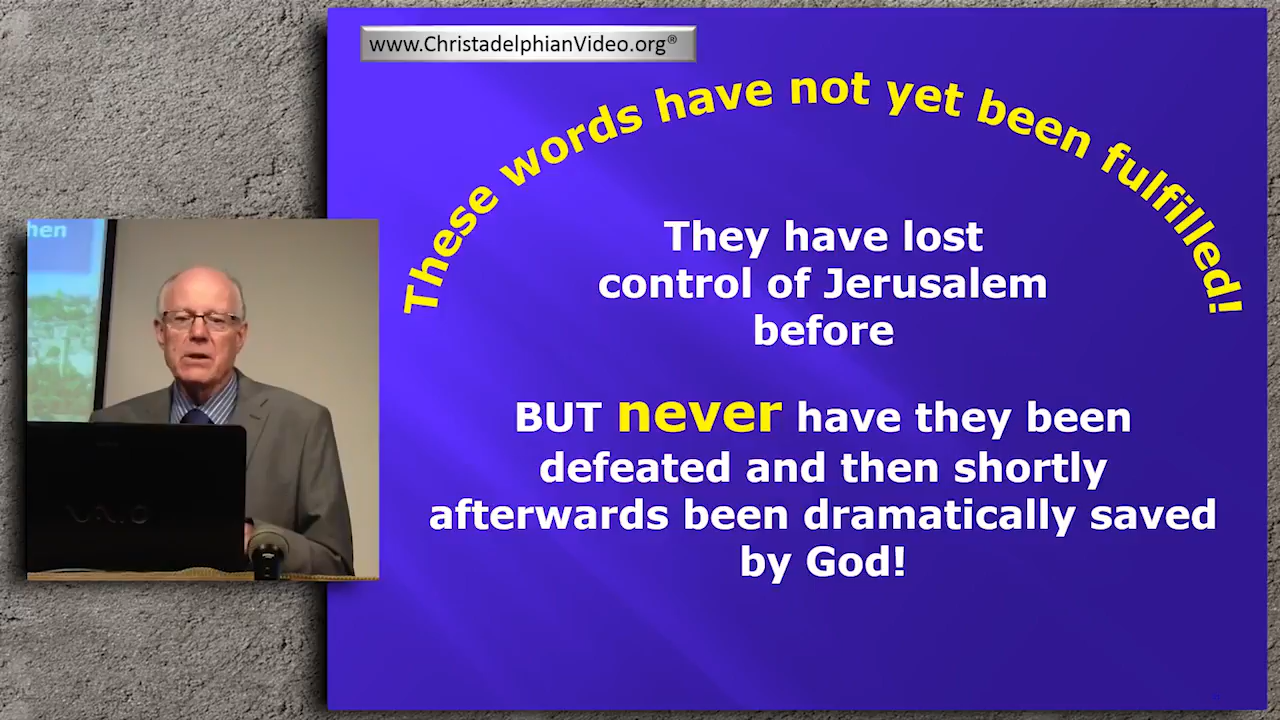 www.ChristadelphianVideo.org®
These words have not yet been fulfilled!
They have lost
control of Jerusalem
before
BUT never have they been
defeated and then shortly
afterwards been dramatically saved
by God!
hen
VAIO